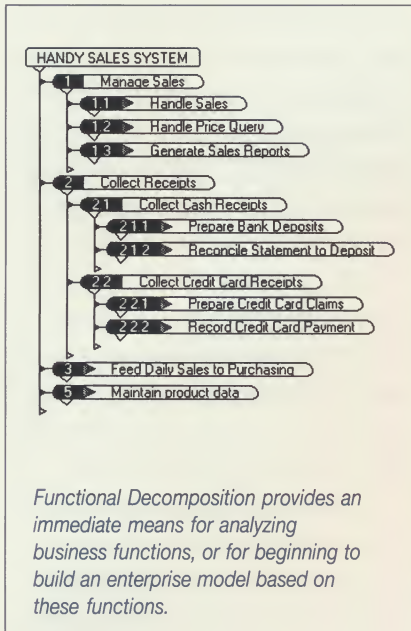 HANDY SALES SYSTEM
1 Manage Sales
1.1 Handle Sales
1.2 Handle Price Query
1.3 Generate Sales Reports
2 Collect Receipts
2.1 Collect Cash Receipts
2.1.1 Prepare Bank Deposits
2.1.2 Reconcile Statement to Deposit
2.2 Collect Credit Card Receipts
2.2.1 Prepare Credit Card Claims
2.2.2 Record Credit Card Payment
3 Feed Daily Sales to Purchasing
5 Maintain product data
Functional Decomposition provides an
immediate means for analyzing
business functions, or for beginning to
build an enterprise model based on
these functions.